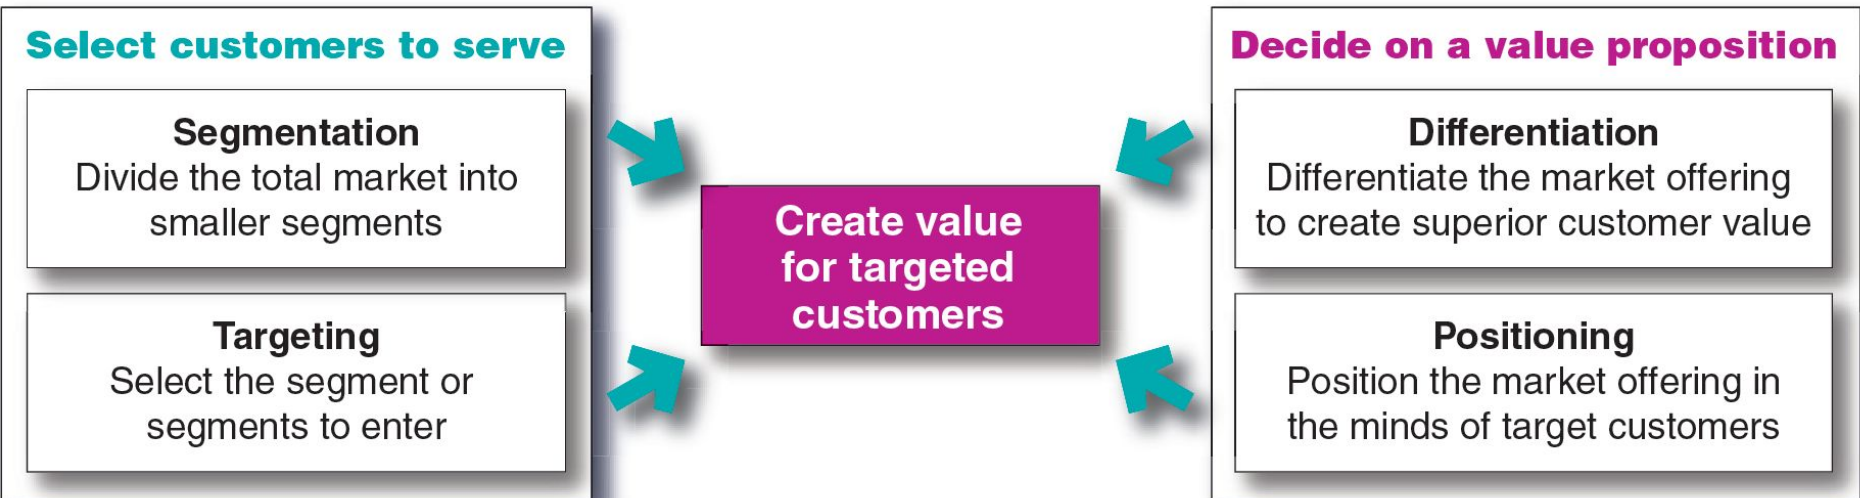 Select customers to serve
Segmentation
Divide the total market into
smaller segments
Targeting
Select the segment or
segments to enter
Create value
for targeted
customers
Decide on a value proposition
Differentiation
Differentiate the market offering
to create superior customer value
Positioning
Position the market offering in
the minds of target customers